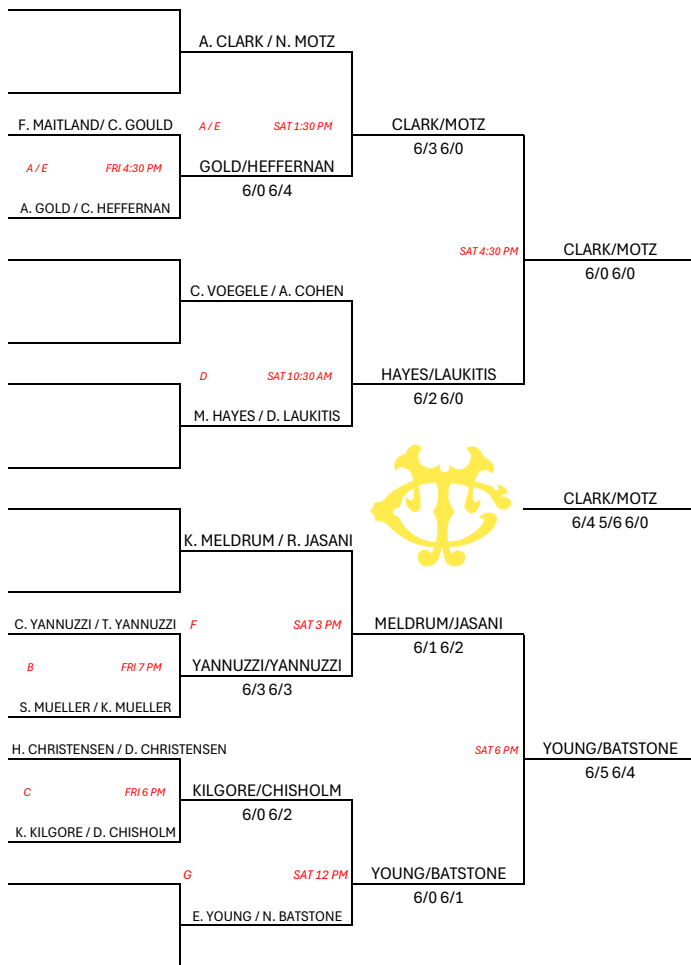 A. CLARK / N. MOTZ
F. MAITLAND/ C. GOULD
A / E
SAT 1:30 PM
CLARK/MOTZ
6/3 6/0
A / E
FRI 4:30 PM
GOLD/HEFFERNAN
6/0 6/4
A. GOLD / C. HEFFERNAN
SAT 4:30 PM
CLARK/MOTZ
6/0 6/0
C. VOEGELE / A. COHEN
D
SAT 10:30 AM
HAYES/LAUKITIS
6/2 6/0
M. HAYES / D. LAUKITIS
CLARK/MOTZ
6/4 5/6 6/0
K. MELDRUM / R. JASANI
C. YANNUZZI / T. YANNUZZI
F
SAT 3 PM
MELDRUM/JASANI
6/1 6/2
B
FRI 7 PM
YANNUZZI/YANNUZZI
6/3 6/3
S. MUELLER / K. MUELLER
H. CHRISTENSEN / D. CHRISTENSEN
SAT 6 PM
YOUNG/BATSTONE
6/5 6/4
C
FRI 6 PM
KILGORE/CHISHOLM
6/0 6/2
K. KILGORE / D. CHISHOLM
G
SAT 12 PM
YOUNG/BATSTONE
6/0 6/1
E. YOUNG / N. BATSTONE